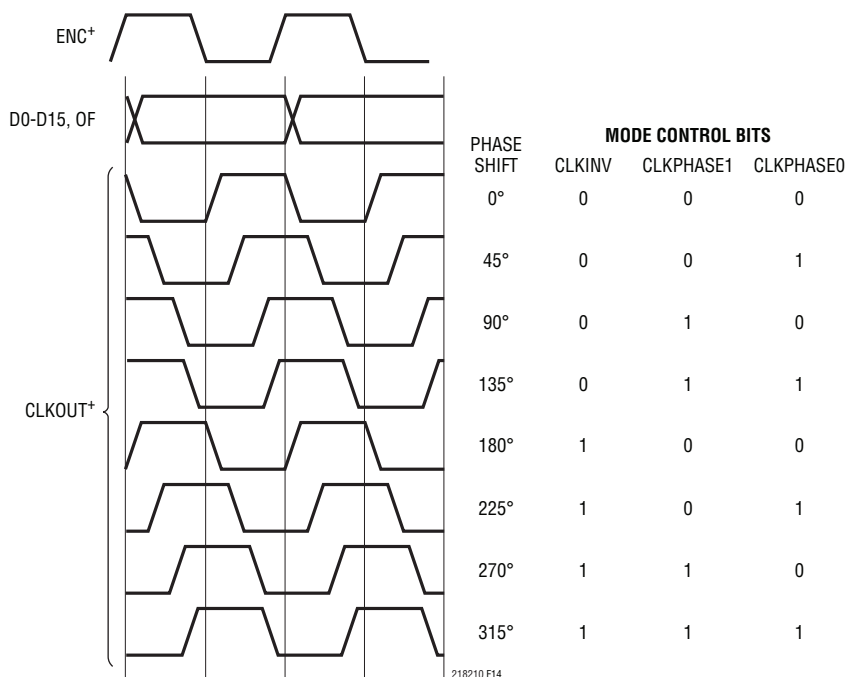 ENC+
D0-D15, OF
CLKOUT+
PHASE SHIFT
MODE CONTROL BITS
CLKINV CLKPHASE1 CLKPHASE0
0° 0 0 0
45° 0 0 1
90° 0 1 0
135° 0 1 1
180° 1 0 0
225° 1 0 1
270° 1 1 0
315° 1 1 1
218210 F14